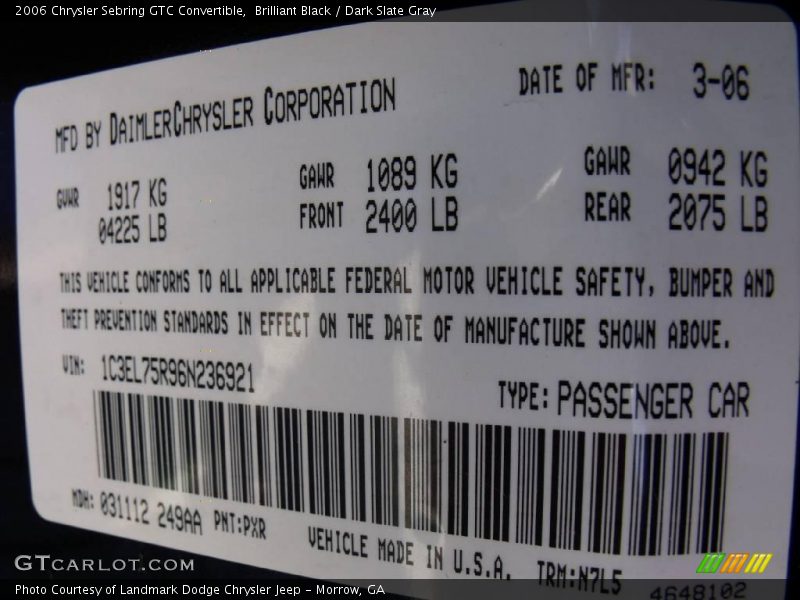 2006 Chrysler Sebring GTC Convertible, Brilliant Black / Dark Slate Gray
MFD BY DAIMLERCHRYSLER CORPORATION
DATE OF MFR: 3-06
GVWR 1917 KG GAWR 1089 KG GAWR 0942 KG
04225 LB FRONT 2400 LB REAR 2075 LB
THIS VEHICLE CONFORMS TO ALL APPLICABLE FEDERAL MOTOR VEHICLE SAFETY, BUMPER AND
THEFT PREVENTION STANDARDS IN EFFECT ON THE DATE OF MANUFACTURE SHOWN ABOVE.
VIN: 1C3EL75R96N236921
TYPE: PASSENGER CAR
MDH: 031112 249AA PNT:PXR
VEHICLE MADE IN U.S.A. TRM:N7L5
4648102
GTCARLOT.COM
Photo Courtesy of Landmark Dodge Chrysler Jeep - Morrow, GA